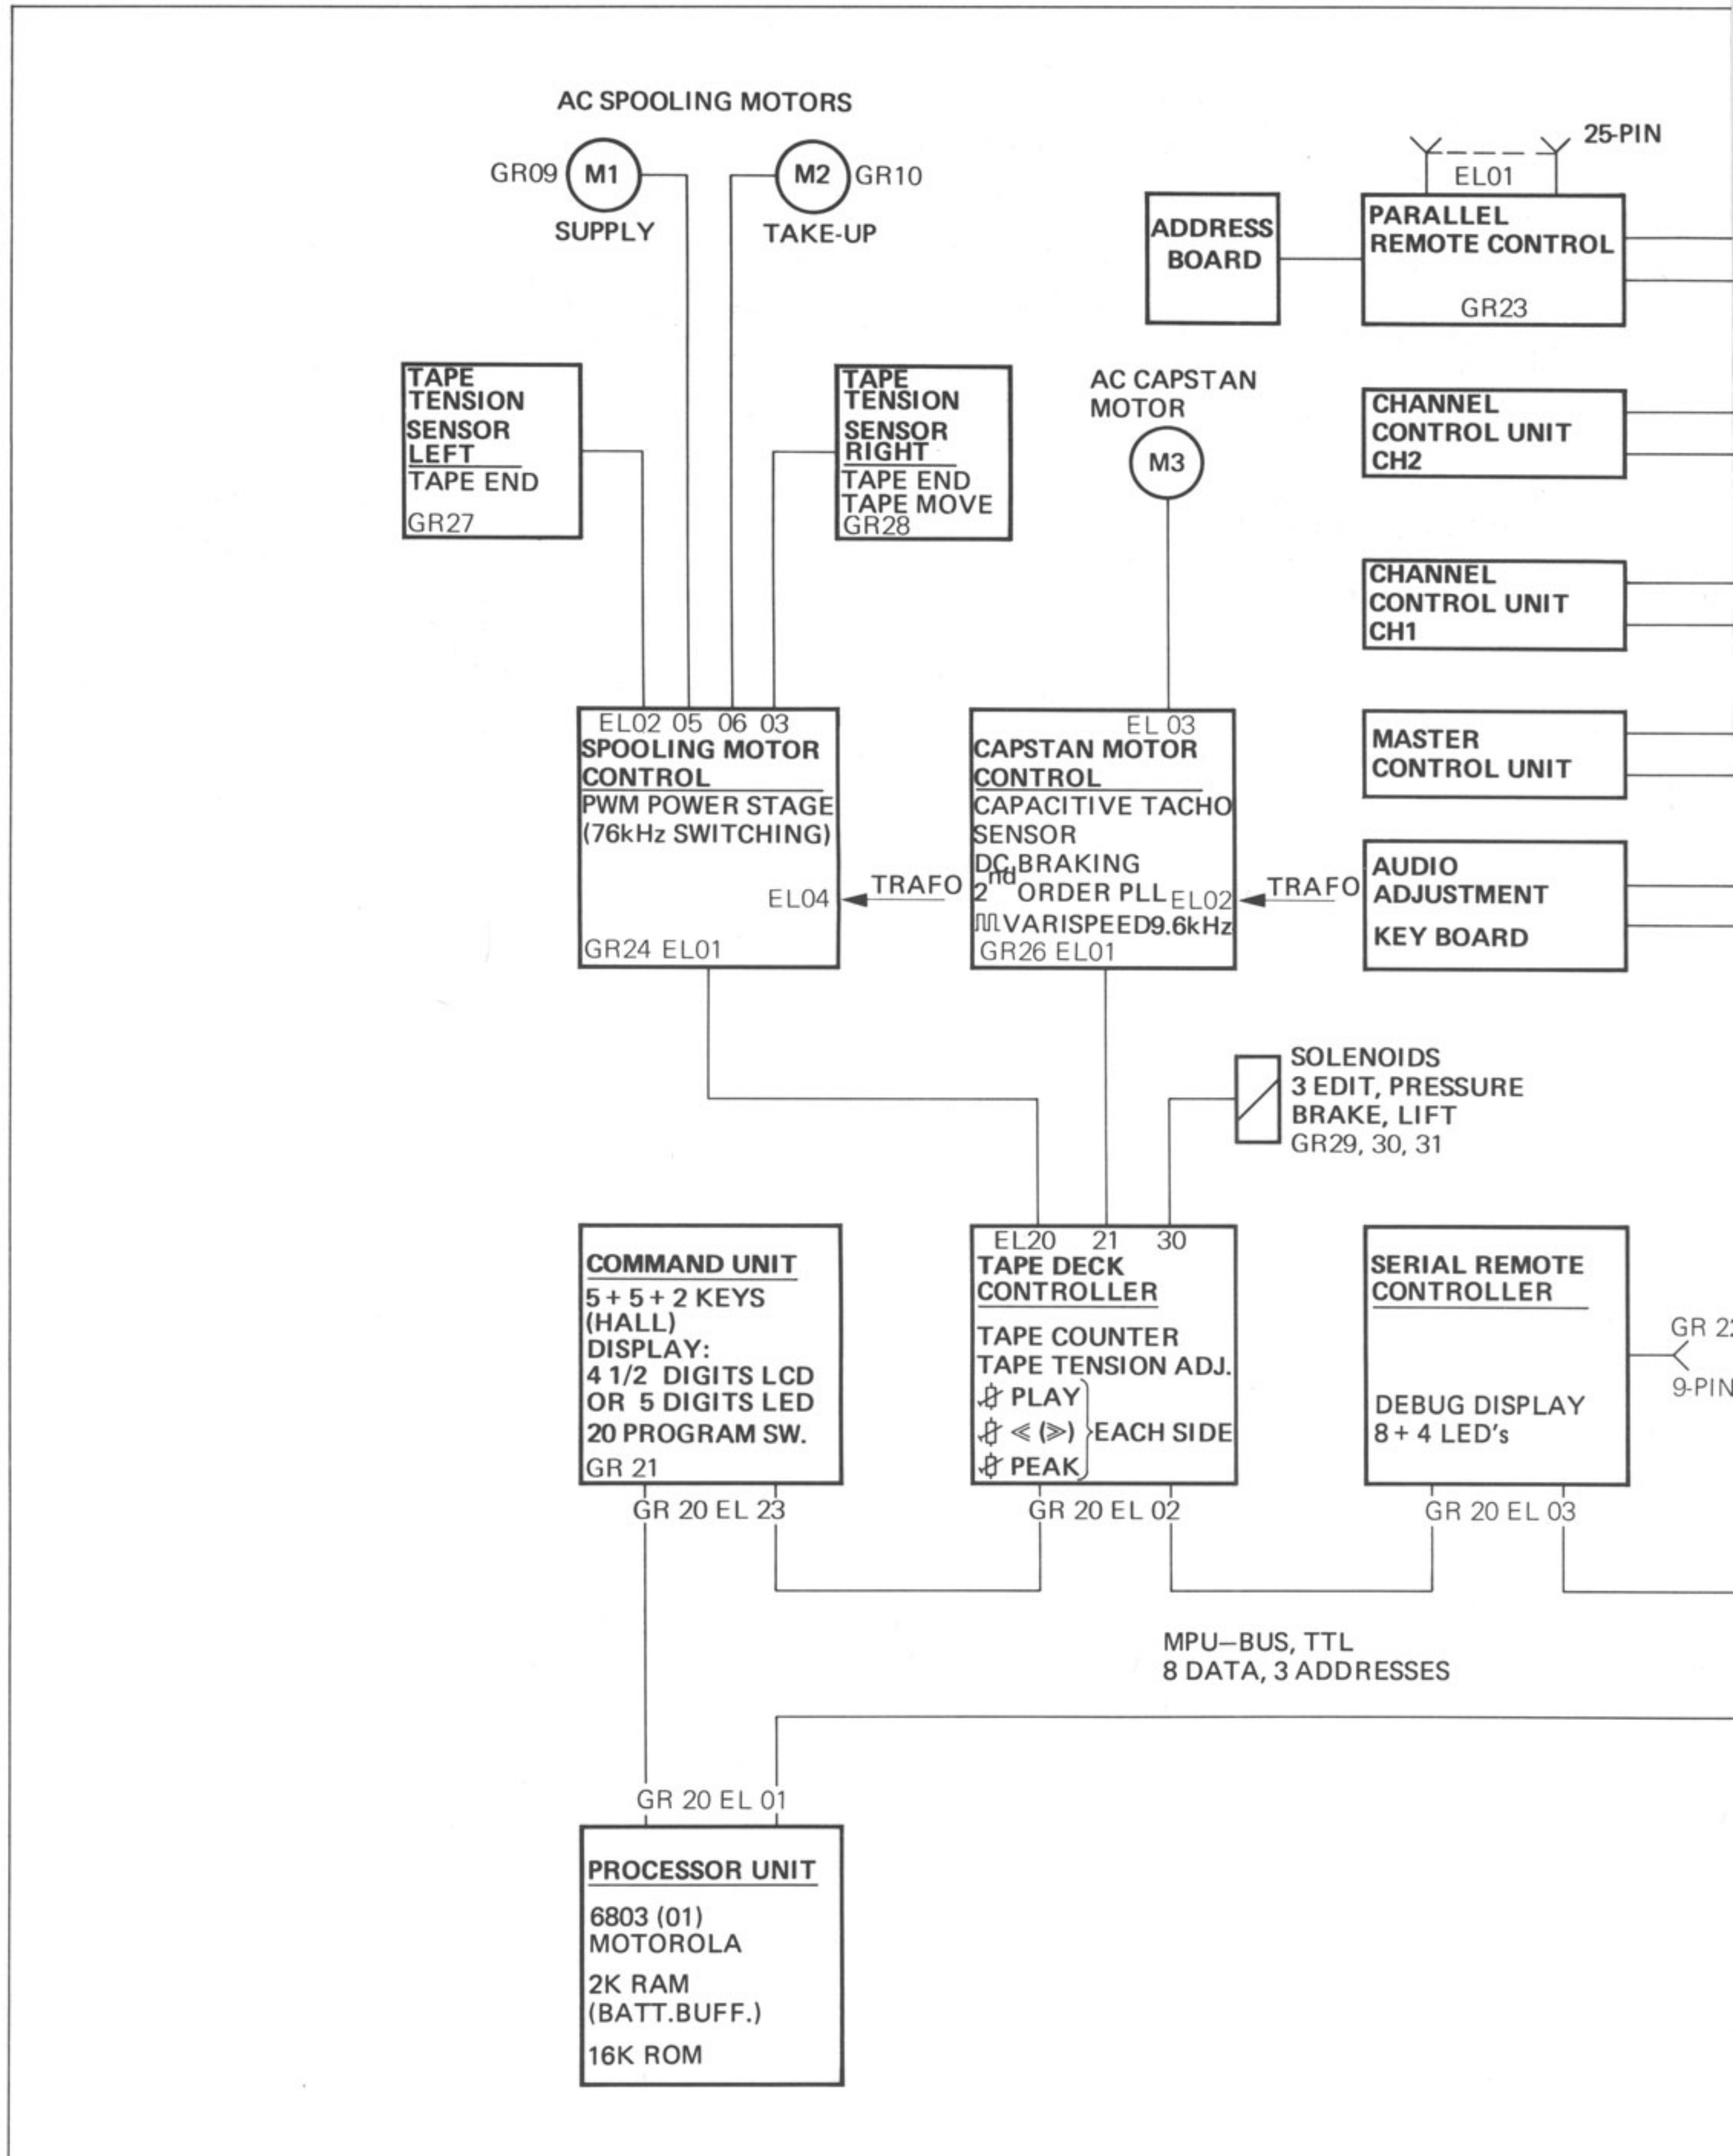 AC SPOOLING MOTORS
GR09 M1
SUPPLY
M2 GR10
TAKE-UP
25-PIN
EL01
ADDRESS
BOARD
PARALLEL
REMOTE CONTROL
GR23
TAPE
TENSION
SENSOR
LEFT
TAPE END
GR27
TAPE
TENSION
SENSOR
RIGHT
TAPE END
TAPE MOVE
GR28
AC CAPSTAN
MOTOR
M3
CHANNEL
CONTROL UNIT
CH2
CHANNEL
CONTROL UNIT
CH1
MASTER
CONTROL UNIT
AUDIO
ADJUSTMENT
KEY BOARD
EL02 05 06 03
SPOOLING MOTOR
CONTROL
PWM POWER STAGE
(76kHz SWITCHING)
EL04
GR24 EL01
TRAFO
EL 03
CAPSTAN MOTOR
CONTROL
CAPACITIVE TACHO
SENSOR
DC BRAKING
2nd ORDER PLL EL02
VARISPEED9.6kHz
GR26 EL01
TRAFO
SOLENOIDS
3 EDIT, PRESSURE
BRAKE, LIFT
GR29, 30, 31
COMMAND UNIT
5 + 5 + 2 KEYS
(HALL)
DISPLAY:
4 1/2 DIGITS LCD
OR 5 DIGITS LED
20 PROGRAM SW.
GR 21
GR 20 EL 23
EL20 21 30
TAPE DECK
CONTROLLER
TAPE COUNTER
TAPE TENSION ADJ.
PLAY
≪ (≫) EACH SIDE
PEAK
GR 20 EL 02
SERIAL REMOTE
CONTROLLER
DEBUG DISPLAY
8 + 4 LED's
GR 20 EL 03
GR 22
9-PIN
MPU–BUS, TTL
8 DATA, 3 ADDRESSES
GR 20 EL 01
PROCESSOR UNIT
6803 (01)
MOTOROLA
2K RAM
(BATT.BUFF.)
16K ROM